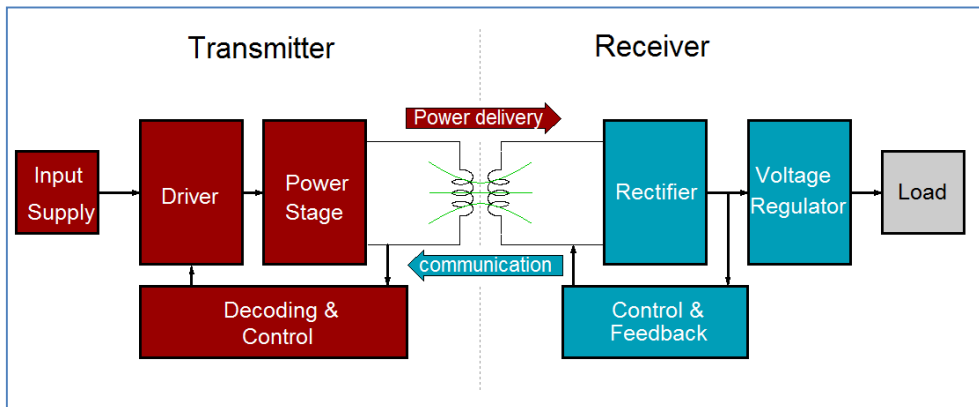 Transmitter
Receiver
Power delivery
Input
Supply
Driver
Power
Stage
Rectifier
Voltage
Regulator
Load
communication
Decoding &
Control
Control &
Feedback